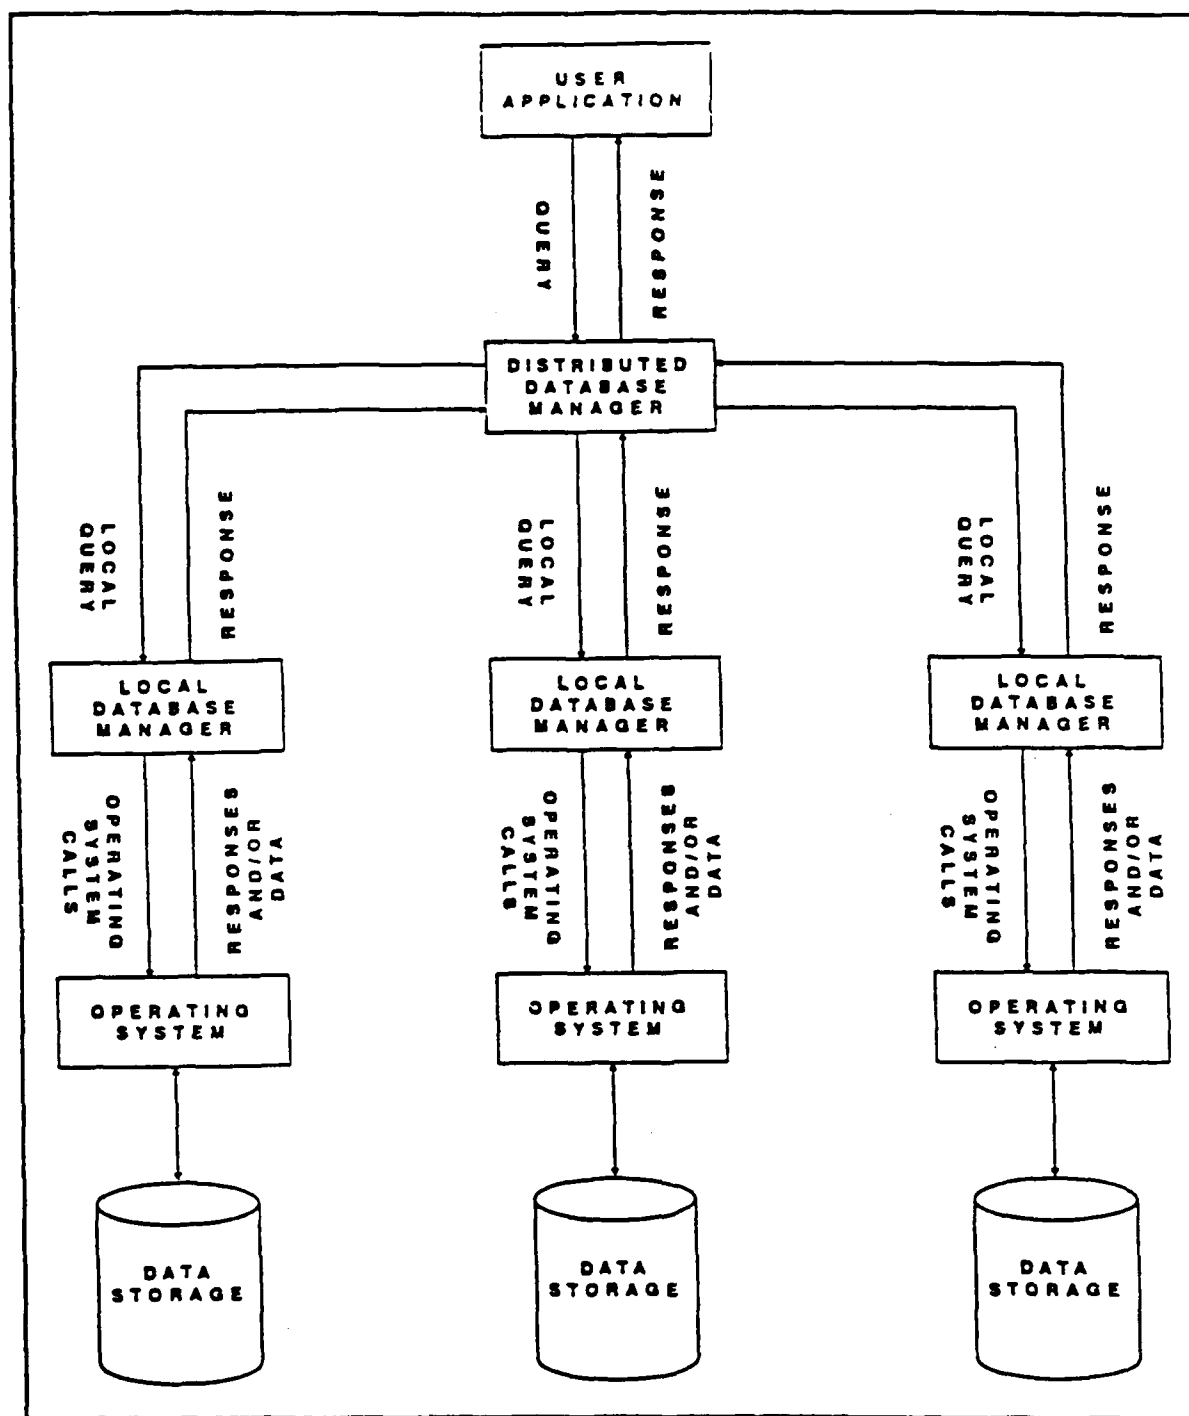 USER
APPLICATION
QUERY
RESPONSE
DISTRIBUTED
DATABASE
MANAGER
LOCAL
QUERY
RESPONSE
LOCAL
QUERY
RESPONSE
LOCAL
QUERY
RESPONSE
LOCAL
DATABASE
MANAGER
LOCAL
DATABASE
MANAGER
LOCAL
DATABASE
MANAGER
OPERATING
SYSTEM
CALLS
RESPONSES
AND/OR
DATA
OPERATING
SYSTEM
CALLS
RESPONSES
AND/OR
DATA
OPERATING
SYSTEM
CALLS
RESPONSES
AND/OR
DATA
OPERATING
SYSTEM
OPERATING
SYSTEM
OPERATING
SYSTEM
DATA
STORAGE
DATA
STORAGE
DATA
STORAGE